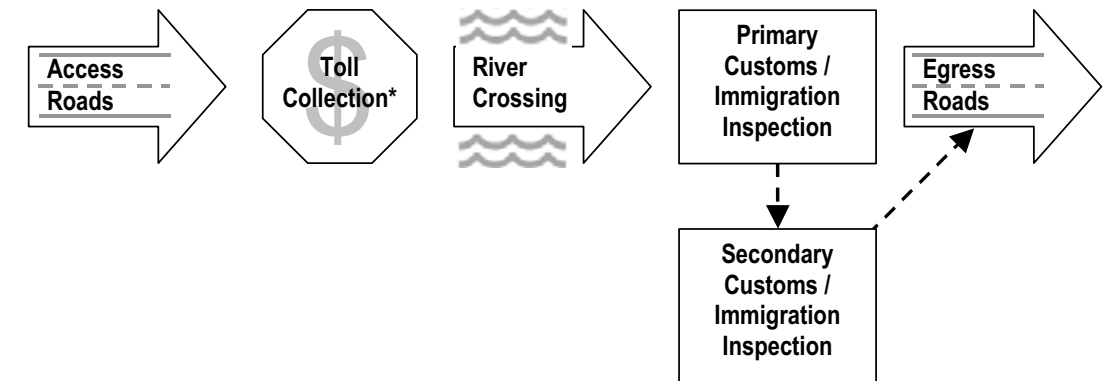 Access
Roads
$
Toll
Collection*
River
Crossing
Primary
Customs /
Immigration
Inspection
Egress
Roads
Secondary
Customs /
Immigration
Inspection